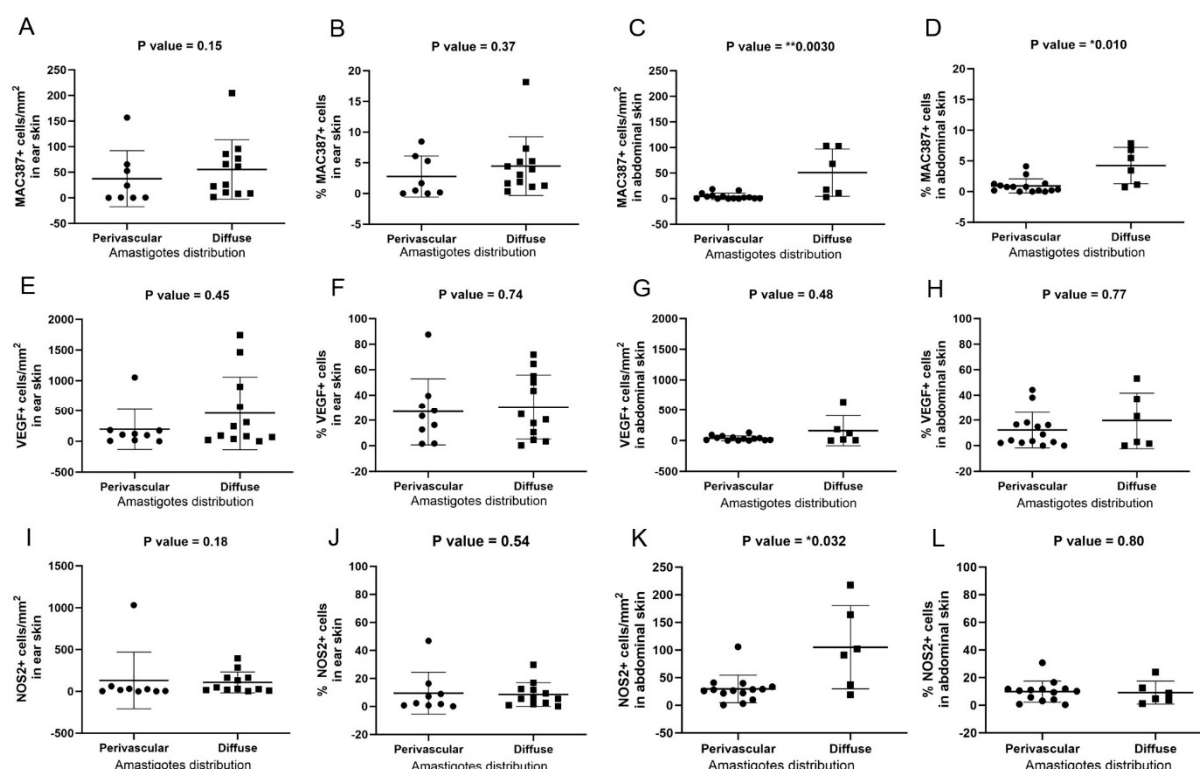 A
P value = 0.15
MAC387+ cells/mm²
in ear skin
250
200
150
100
50
0
-50
Perivascular Diffuse
Amastigotes distribution
B
P value = 0.37
% MAC387+ cells
in ear skin
20
15
10
5
0
-5
Perivascular Diffuse
Amastigotes distribution
C
P value = **0.0030
MAC387+ cells/mm²
in abdominal skin
250
200
150
100
50
0
-50
Perivascular Diffuse
Amastigotes distribution
D
P value = *0.010
% MAC387+ cells
in abdominal skin
20
15
10
5
0
-5
Perivascular Diffuse
Amastigotes distribution
E
P value = 0.45
VEGF+ cells/mm²
in ear skin
2000
1500
1000
500
0
-500
Perivascular Diffuse
Amastigotes distribution
F
P value = 0.74
% VEGF+ cells
in ear skin
100
80
60
40
20
0
-20
Perivascular Diffuse
Amastigotes distribution
G
P value = 0.48
VEGF+ cells/mm²
in abdominal skin
2000
1500
1000
500
0
-500
Perivascular Diffuse
Amastigotes distribution
H
P value = 0.77
% VEGF+ cells
in abdominal skin
100
80
60
40
20
0
-20
Perivascular Diffuse
Amastigotes distribution
I
P value = 0.18
NOS2+ cells/mm²
in ear skin
1500
1000
500
0
-500
Perivascular Diffuse
Amastigotes distribution
J
P value = 0.54
% NOS2+ cells
in ear skin
100
80
60
40
20
0
-20
Perivascular Diffuse
Amastigotes distribution
K
P value = *0.032
NOS2+ cells/mm²
in abdominal skin
250
200
150
100
50
0
-50
Perivascular Diffuse
Amastigotes distribution
L
P value = 0.80
% NOS2+ cells
in abdominal skin
100
80
60
40
20
0
-20
Perivascular Diffuse
Amastigotes distribution